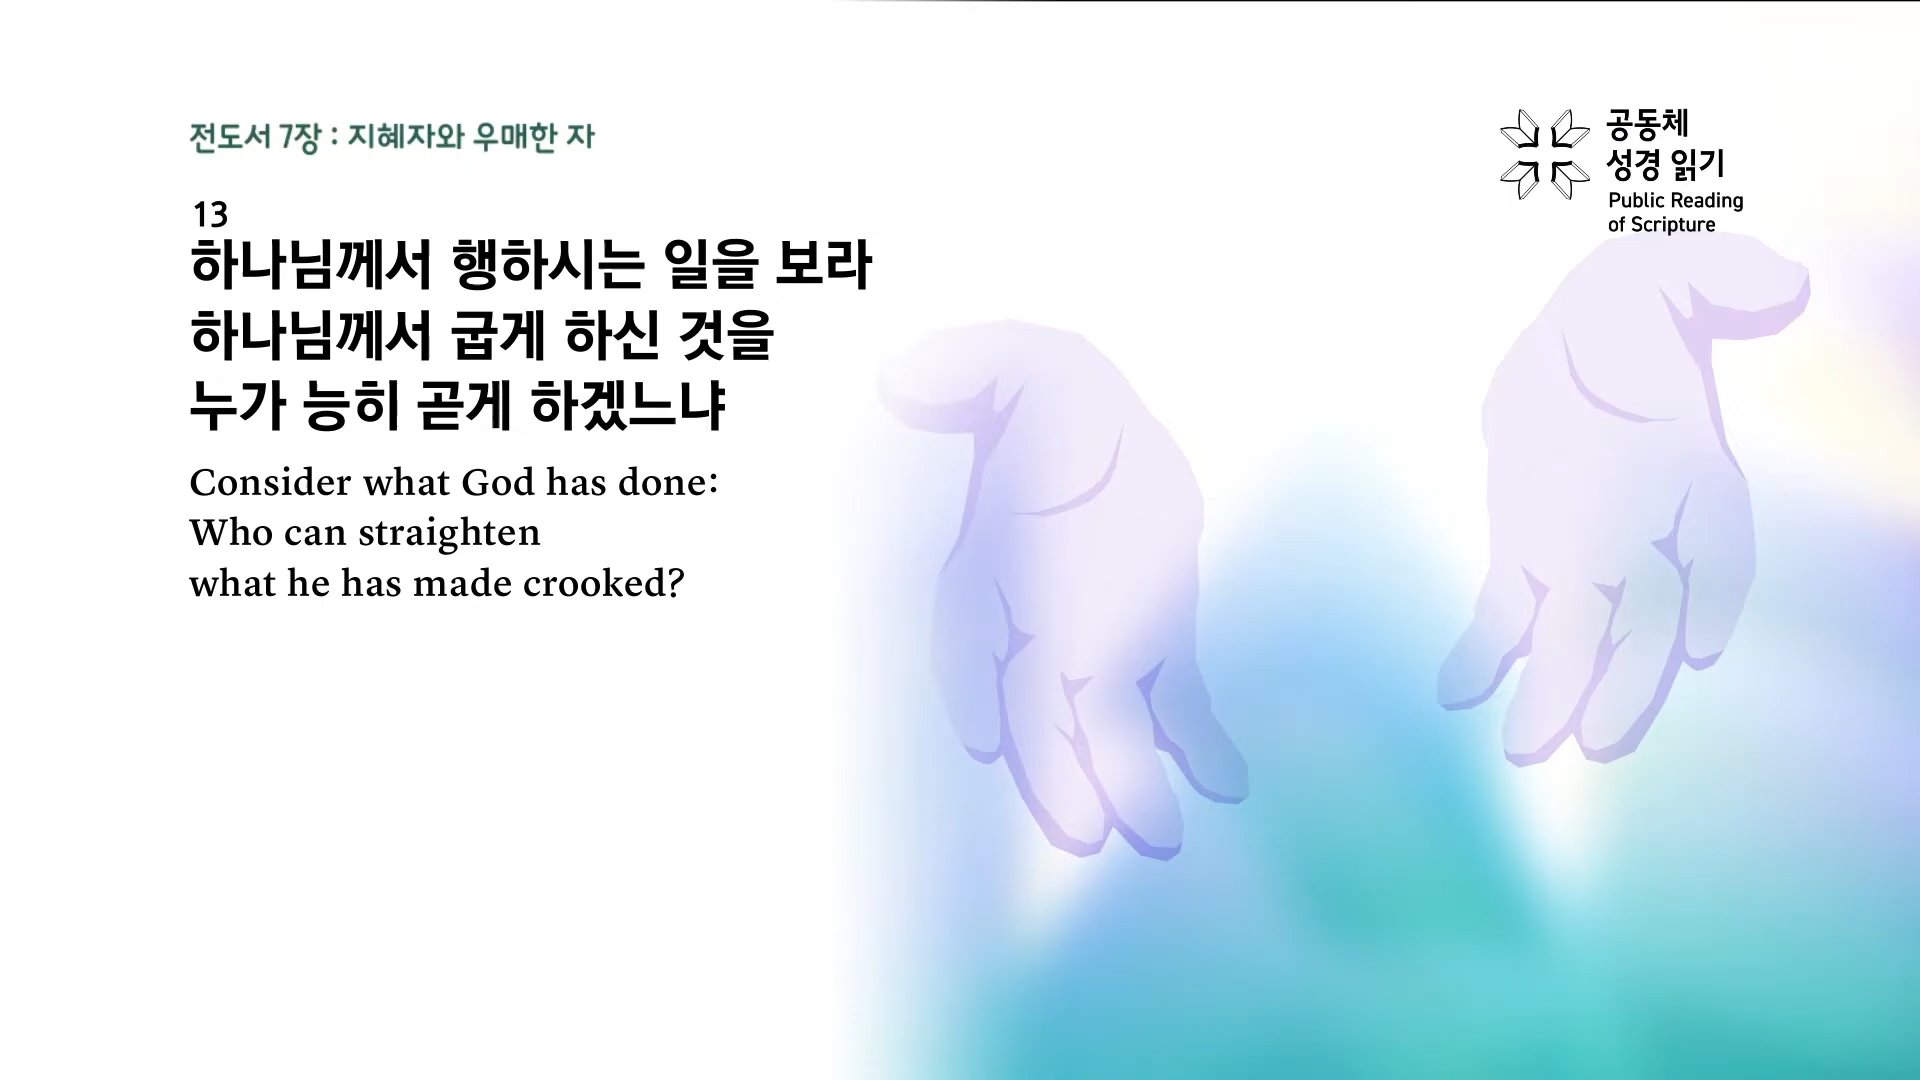 전도서 7장 : 지혜자와 우매한 자
13
하나님께서 행하시는 일을 보라
하나님께서 굽게 하신 것을
누가 능히 곧게 하겠느냐
Consider what God has done:
Who can straighten
what he has made crooked?
공동체
성경 읽기
Public Reading
of Scripture